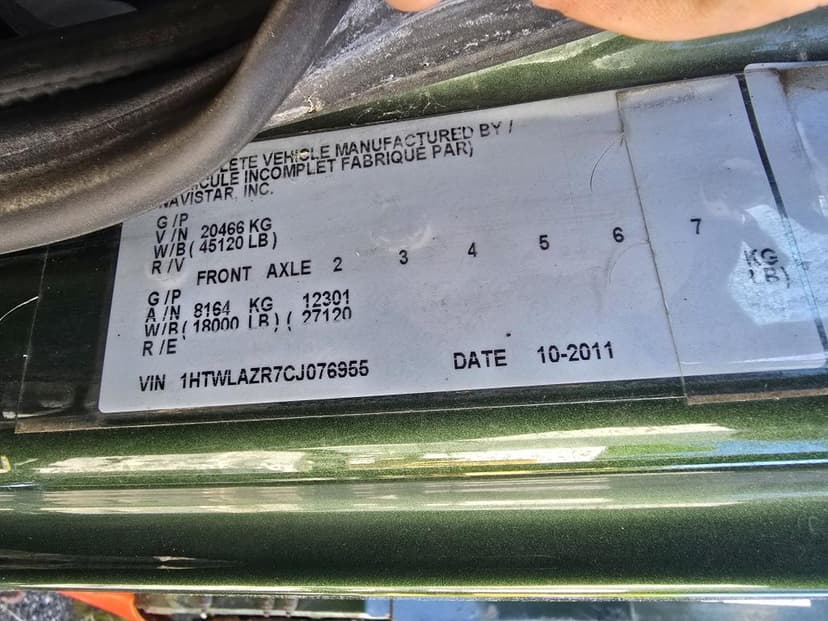 LETE VEHICLE MANUFACTURED BY /
ICULE INCOMPLET FABRIQUE PAR)
NAVISTAR, INC.
G /P
V /N 20466 KG
W/B( 45120 LB)
R /V
FRONT AXLE 2 3 4 5 6 7
G /P
A /N 8164 KG 12301 KG
W/B( 18000 LB) ( 27120 LB)
R /E
VIN 1HTWLAZR7CJ076955 DATE 10-2011